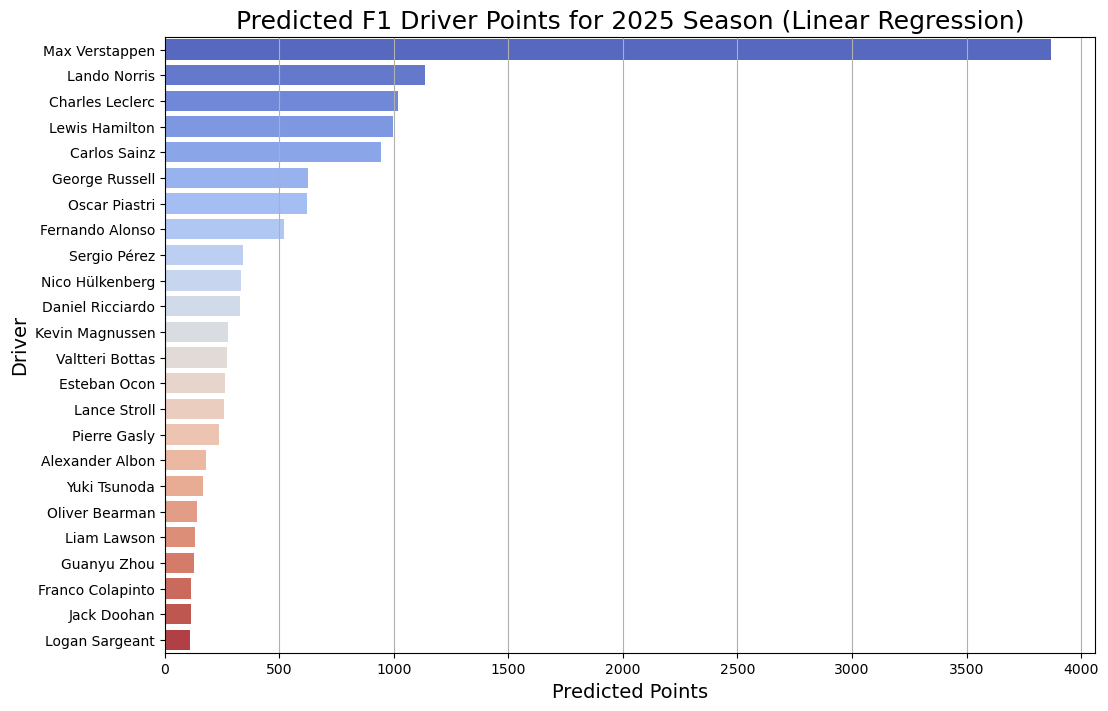 Predicted F1 Driver Points for 2025 Season (Linear Regression)
Max Verstappen
Lando Norris
Charles Leclerc
Lewis Hamilton
Carlos Sainz
George Russell
Oscar Piastri
Fernando Alonso
Sergio Pérez
Nico Hülkenberg
Daniel Ricciardo
Kevin Magnussen
Valtteri Bottas
Esteban Ocon
Lance Stroll
Pierre Gasly
Alexander Albon
Yuki Tsunoda
Oliver Bearman
Liam Lawson
Guanyu Zhou
Franco Colapinto
Jack Doohan
Logan Sargeant
Driver
0 500 1000 1500 2000 2500 3000 3500 4000
Predicted Points